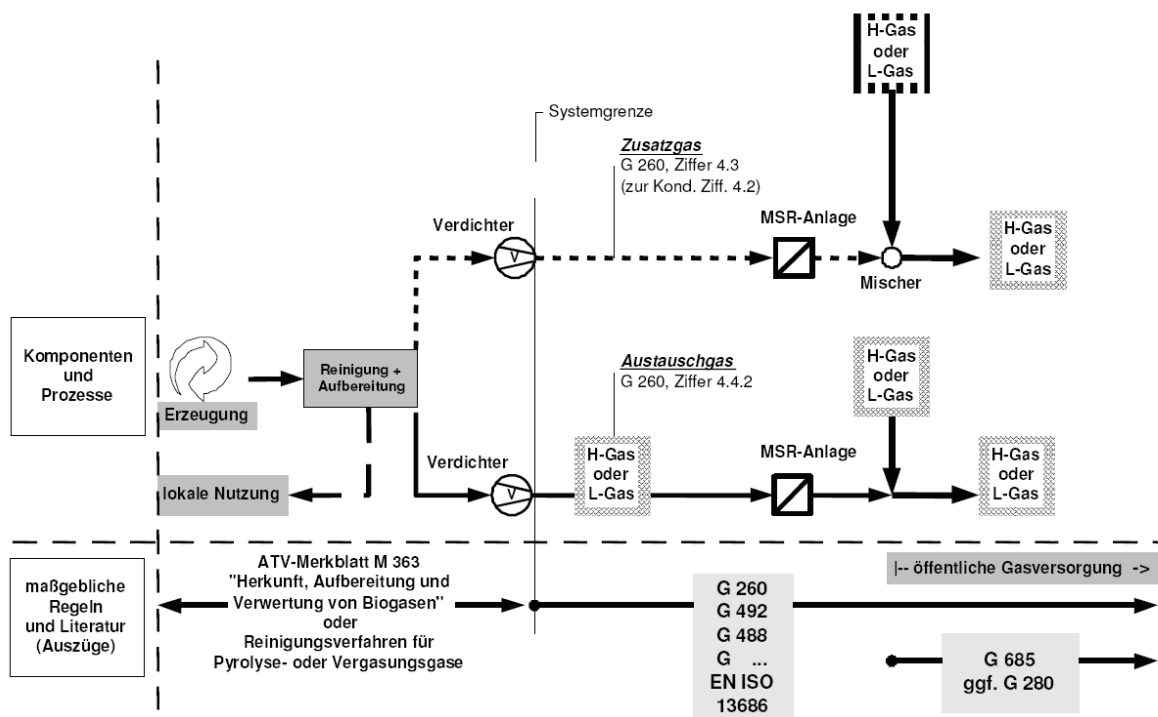 H-Gas
oder
L-Gas
Systemgrenze
Zusatzgas
G 260, Ziffer 4.3
(zur Kond. Ziff. 4.2)
Verdichter
V
MSR-Anlage
Mischer
H-Gas
oder
L-Gas
Komponenten
und
Prozesse
Erzeugung
Reinigung +
Aufbereitung
lokale Nutzung
Austauschgas
G 260, Ziffer 4.4.2
H-Gas
oder
L-Gas
Verdichter
V
H-Gas
oder
L-Gas
MSR-Anlage
H-Gas
oder
L-Gas
maßgebliche
Regeln
und Literatur
(Auszüge)
ATV-Merkblatt M 363
"Herkunft, Aufbereitung und
Verwertung von Biogasen"
oder
Reinigungsverfahren für
Pyrolyse- oder Vergasungsgase
|-- öffentliche Gasversorgung ->
G 260
G 492
G 488
G ...
EN ISO
13686
G 685
ggf. G 280